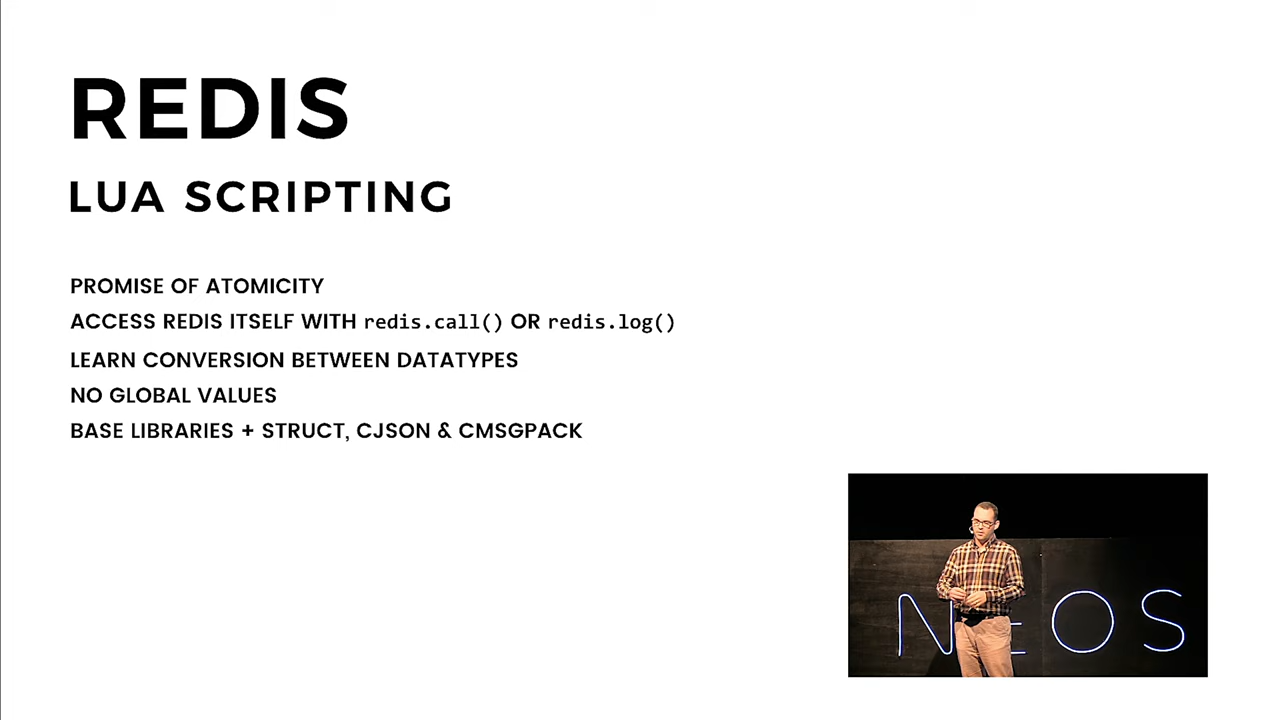 REDIS
LUA SCRIPTING
PROMISE OF ATOMICITY
ACCESS REDIS ITSELF WITH redis.call() OR redis.log()
LEARN CONVERSION BETWEEN DATATYPES
NO GLOBAL VALUES
BASE LIBRARIES + STRUCT, CJSON & CMSGPACK
NEOS